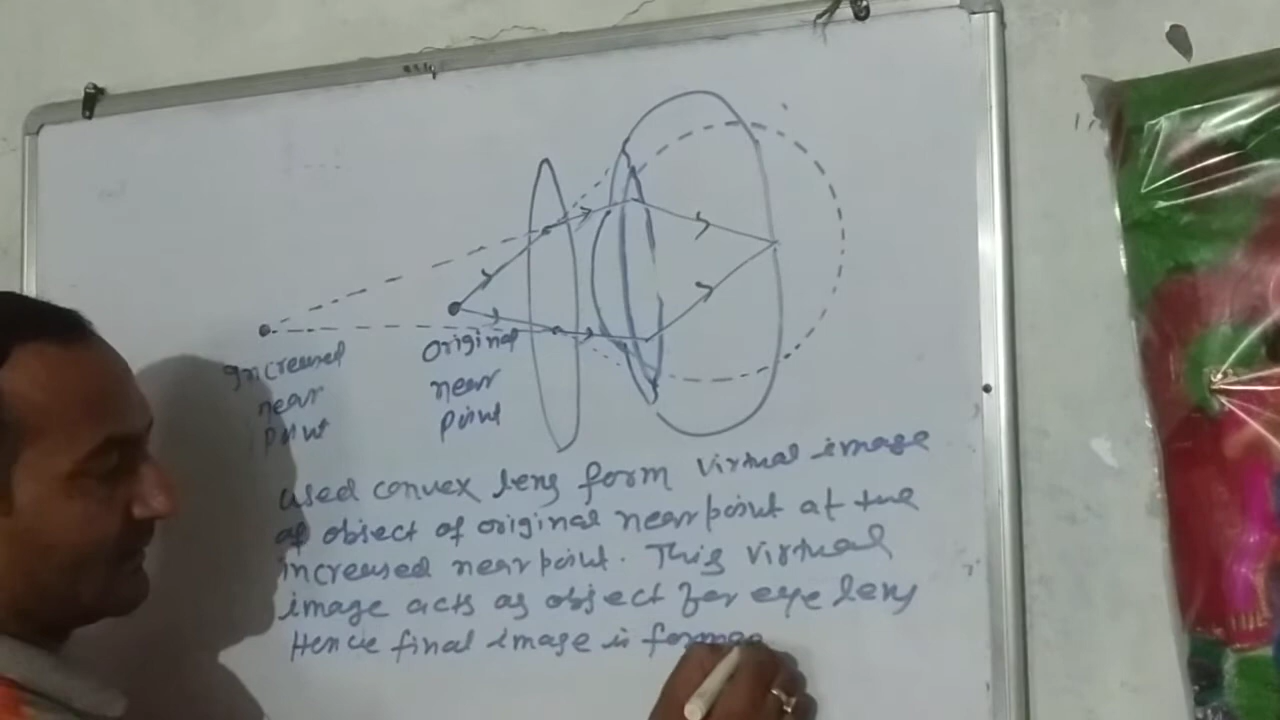 Increased
near
point
original
near
point
used convex lens form virtual image
of object of original near point at the
increased near point. This virtual
image acts as object for eye lens
Hence final image is formed